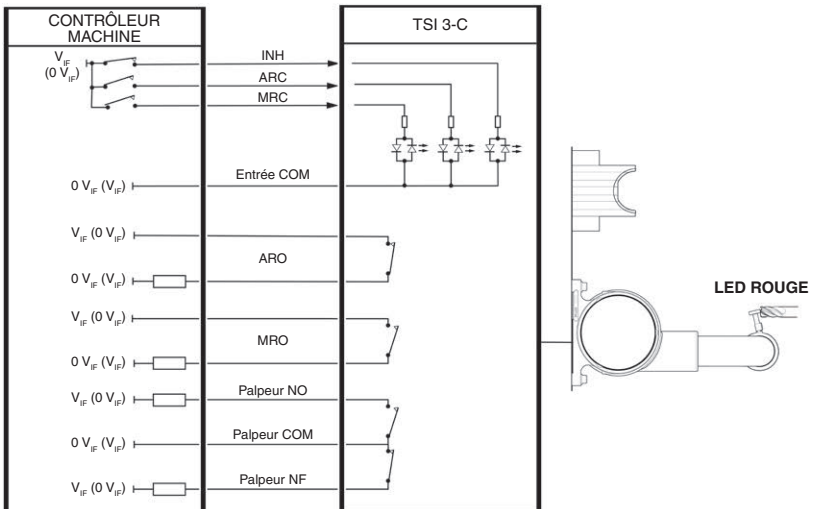 CONTRÔLEUR
MACHINE
TSI 3-C
V_IF
(0 V_IF)
INH
ARC
MRC
0 V_IF (V_IF)
Entrée COM
V_IF (0 V_IF)
ARO
0 V_IF (V_IF)
V_IF (0 V_IF)
MRO
0 V_IF (V_IF)
V_IF (0 V_IF)
Palpeur NO
0 V_IF (V_IF)
Palpeur COM
V_IF (0 V_IF)
Palpeur NF
LED ROUGE